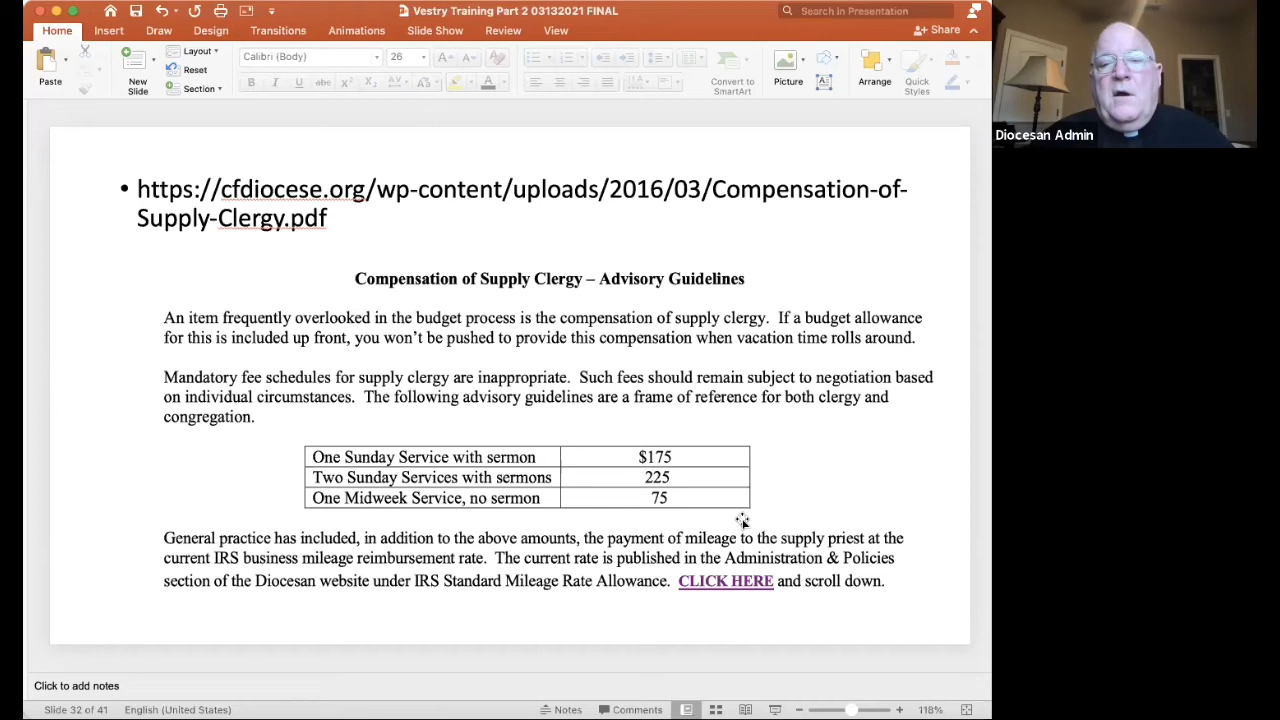 Vestry Training Part 2 03132021 FINAL
Search in Presentation
Home Insert Draw Design Transitions Animations Slide Show Review View
Share
Paste
New
Slide
Layout
Reset
Section
Calibri (Body) 26
Convert to
SmartArt
Picture
Arrange
Quick
Styles
Diocesan Admin
• https://cfdiocese.org/wp-content/uploads/2016/03/Compensation-of-
Supply-Clergy.pdf
Compensation of Supply Clergy – Advisory Guidelines
An item frequently overlooked in the budget process is the compensation of supply clergy. If a budget allowance
for this is included up front, you won't be pushed to provide this compensation when vacation time rolls around.
Mandatory fee schedules for supply clergy are inappropriate. Such fees should remain subject to negotiation based
on individual circumstances. The following advisory guidelines are a frame of reference for both clergy and
congregation.
One Sunday Service with sermon $175
Two Sunday Services with sermons 225
One Midweek Service, no sermon 75
General practice has included, in addition to the above amounts, the payment of mileage to the supply priest at the
current IRS business mileage reimbursement rate. The current rate is published in the Administration & Policies
section of the Diocesan website under IRS Standard Mileage Rate Allowance. CLICK HERE and scroll down.
Click to add notes
Slide 32 of 41 English (United States) Notes Comments 118%